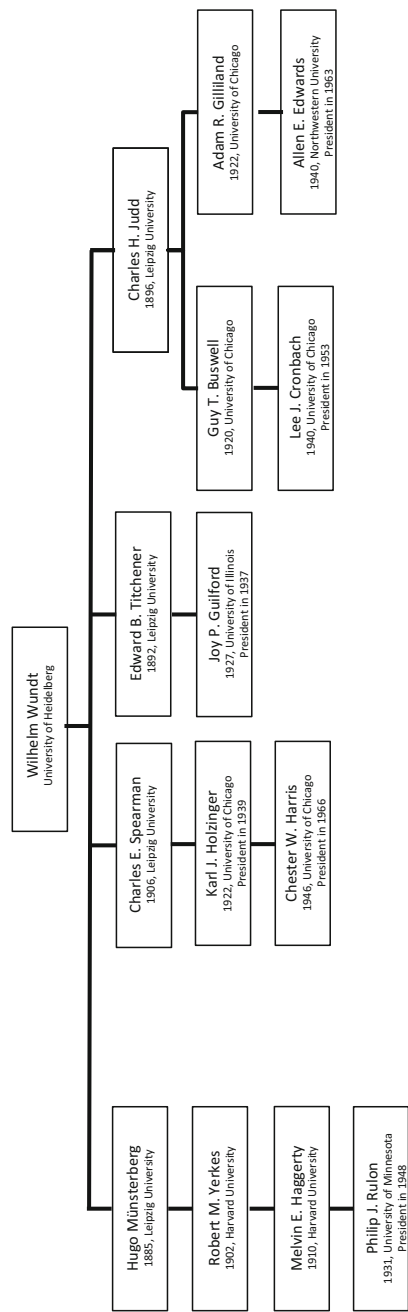 Wilhelm Wundt
University of Heidelberg
Hugo Münsterberg
1885, Leipzig University
Robert M. Yerkes
1902, Harvard University
Melvin E. Haggerty
1910, Harvard University
Philip J. Rulon
1931, University of Minnesota
President in 1948
Charles E. Spearman
1906, Leipzig University
Karl J. Holzinger
1922, University of Chicago
President in 1939
Chester W. Harris
1946, University of Chicago
President in 1966
Edward B. Titchener
1892, Leipzig University
Joy P. Guilford
1927, University of Illinois
President in 1937
Charles H. Judd
1896, Leipzig University
Guy T. Buswell
1920, University of Chicago
Lee J. Cronbach
1940, University of Chicago
President in 1953
Adam R. Gilliland
1922, University of Chicago
Allen E. Edwards
1940, Northwestern University
President in 1963